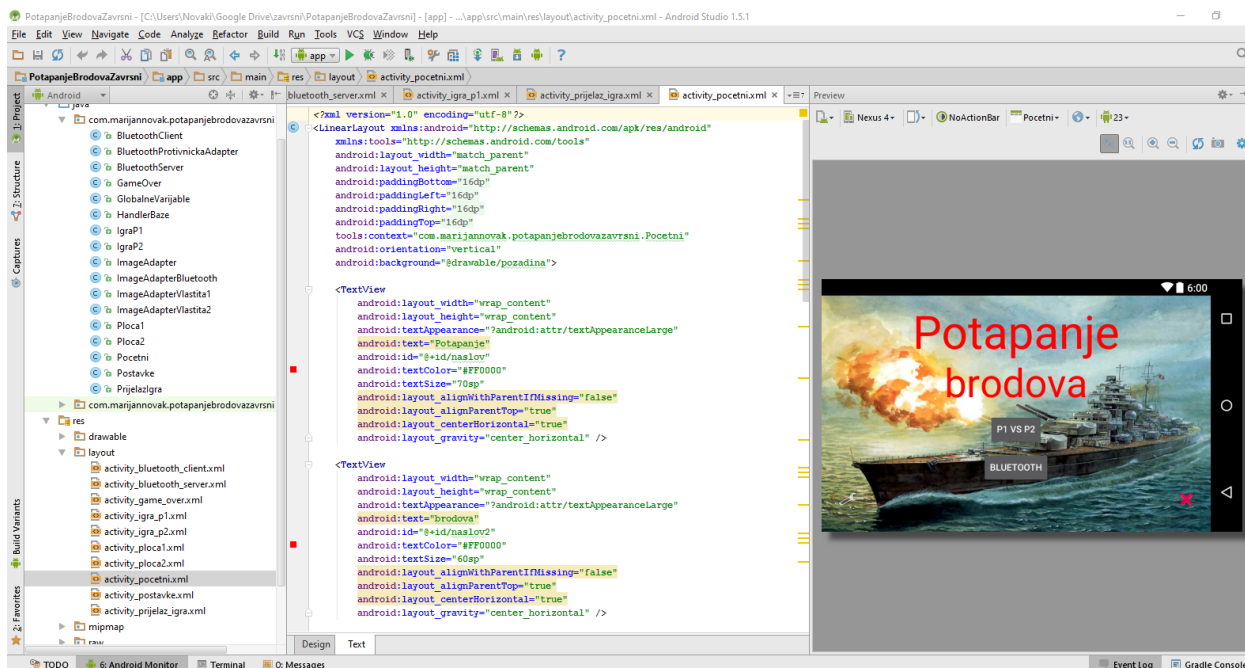 PotapanjeBrodovaZavrsni - [C:\Users\Novaki\Google Drive\zavrsni\PotapanjeBrodovaZavrsni] - [app] - ...\app\src\main\res\layout\activity_pocetni.xml - Android Studio 1.5.1
File Edit View Navigate Code Analyze Refactor Build Run Tools VCS Window Help
app
PotapanjeBrodovaZavrsni app src main res layout activity_pocetni.xml
Android
bluetooth_server.xml activity_igra_p1.xml activity_prijelaz_igra.xml activity_pocetni.xml
1: Project
2: Structure
Captures
Build Variants
2: Favorites
java
com.marijannovak.potapanjebrodovazavrsni
BluetoothClient
BluetoothProtivnickaAdapter
BluetoothServer
GameOver
GlobalneVarijable
HandlerBaze
IgraP1
IgraP2
ImageAdapter
ImageAdapterBluetooth
ImageAdapterVlastita1
ImageAdapterVlastita2
Ploca1
Ploca2
Pocetni
Postavke
PrijelazIgra
com.marijannovak.potapanjebrodovazavrsni
res
drawable
layout
activity_bluetooth_client.xml
activity_bluetooth_server.xml
activity_game_over.xml
activity_igra_p1.xml
activity_igra_p2.xml
activity_ploca1.xml
activity_ploca2.xml
activity_pocetni.xml
activity_postavke.xml
activity_prijelaz_igra.xml
mipmap
raw
<?xml version="1.0" encoding="utf-8"?>
<LinearLayout xmlns:android="http://schemas.android.com/apk/res/android"
xmlns:tools="http://schemas.android.com/tools"
android:layout_width="match_parent"
android:layout_height="match_parent"
android:paddingBottom="16dp"
android:paddingLeft="16dp"
android:paddingRight="16dp"
android:paddingTop="16dp"
tools:context="com.marijannovak.potapanjebrodovazavrsni.Pocetni"
android:orientation="vertical"
android:background="@drawable/pozadina">
<TextView
android:layout_width="wrap_content"
android:layout_height="wrap_content"
android:textAppearance="?android:attr/textAppearanceLarge"
android:text="Potapanje"
android:id="@+id/naslov"
android:textColor="#FF0000"
android:textSize="70sp"
android:layout_alignWithParentIfMissing="false"
android:layout_alignParentTop="true"
android:layout_centerHorizontal="true"
android:layout_gravity="center_horizontal" />
<TextView
android:layout_width="wrap_content"
android:layout_height="wrap_content"
android:textAppearance="?android:attr/textAppearanceLarge"
android:text="brodova"
android:id="@+id/naslov2"
android:textColor="#FF0000"
android:textSize="60sp"
android:layout_alignWithParentIfMissing="false"
android:layout_alignParentTop="true"
android:layout_centerHorizontal="true"
android:layout_gravity="center_horizontal" />
Design Text
Preview
Nexus 4 NoActionBar Pocetni 23
6:00
Potapanje
brodova
P1 VS P2
BLUETOOTH
TODO 6: Android Monitor Terminal 0: Messages Event Log Gradle Console